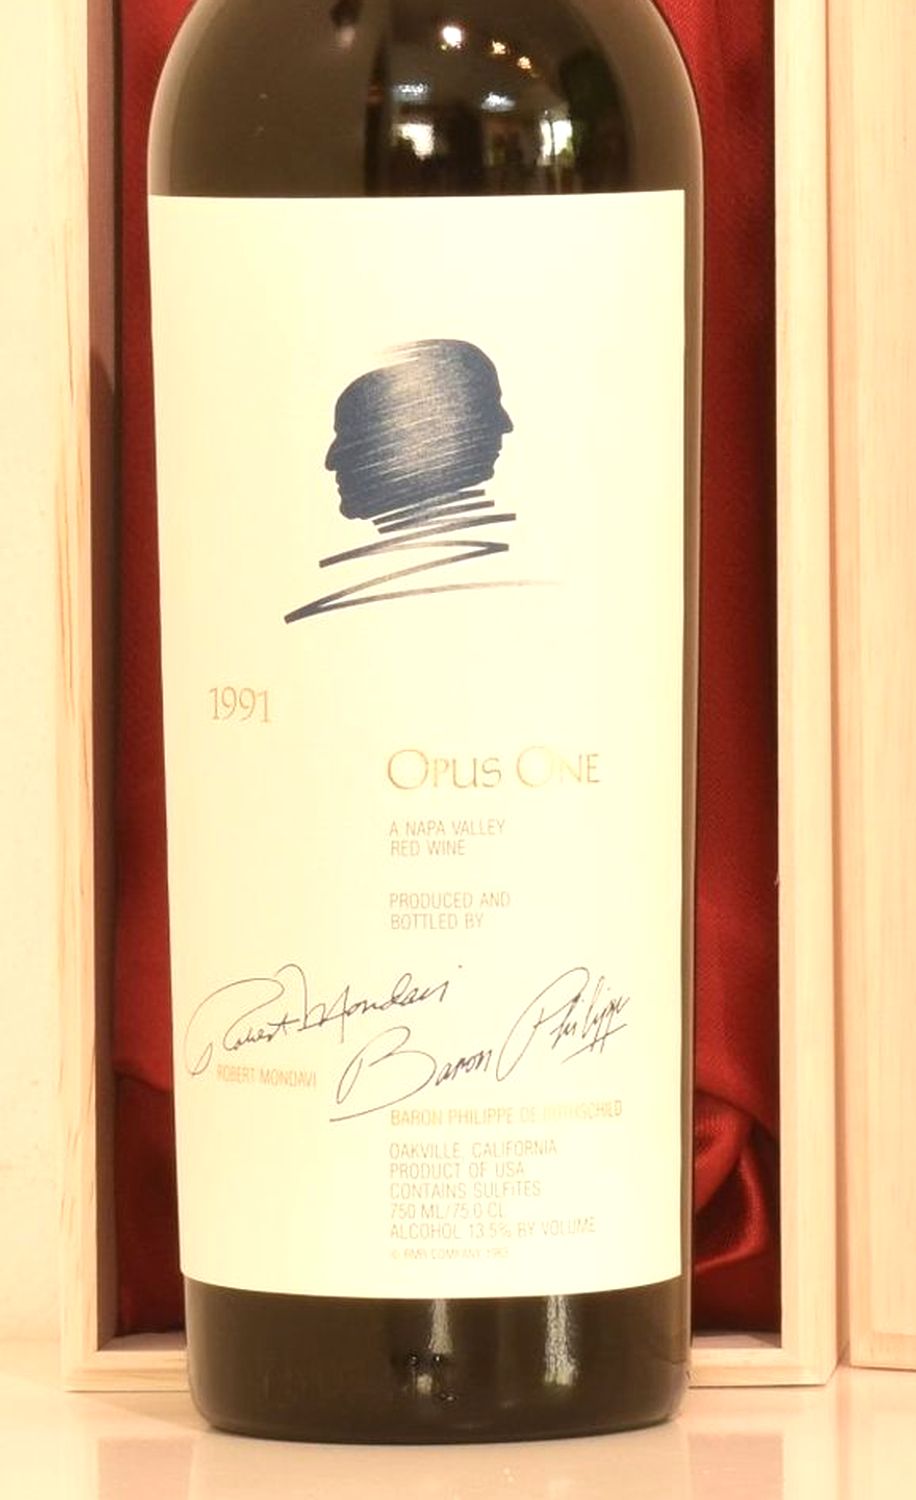 1991
OPUS ONE
A NAPA VALLEY
RED WINE
PRODUCED AND
BOTTLED BY
Robert Mondavi
ROBERT MONDAVI
Baron Philippe
BARON PHILIPPE DE ROTHSCHILD
OAKVILLE, CALIFORNIA
PRODUCT OF USA
CONTAINS SULFITES
750 ML/75.0 CL
ALCOHOL 13.5% BY VOLUME